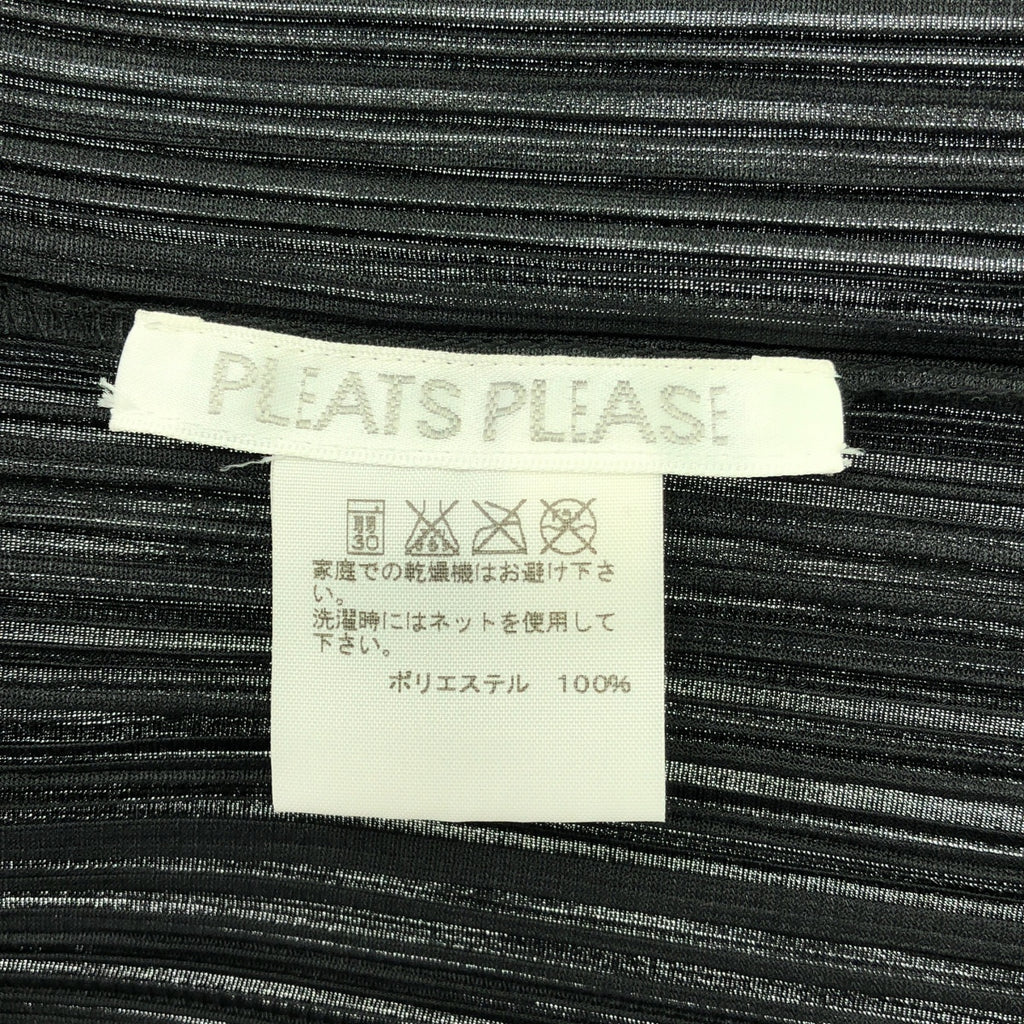 PLEATS PLEASE
30
家庭での乾燥機はお避け下さ
い。
洗濯時にはネットを使用して
下さい。
ポリエステル 100%